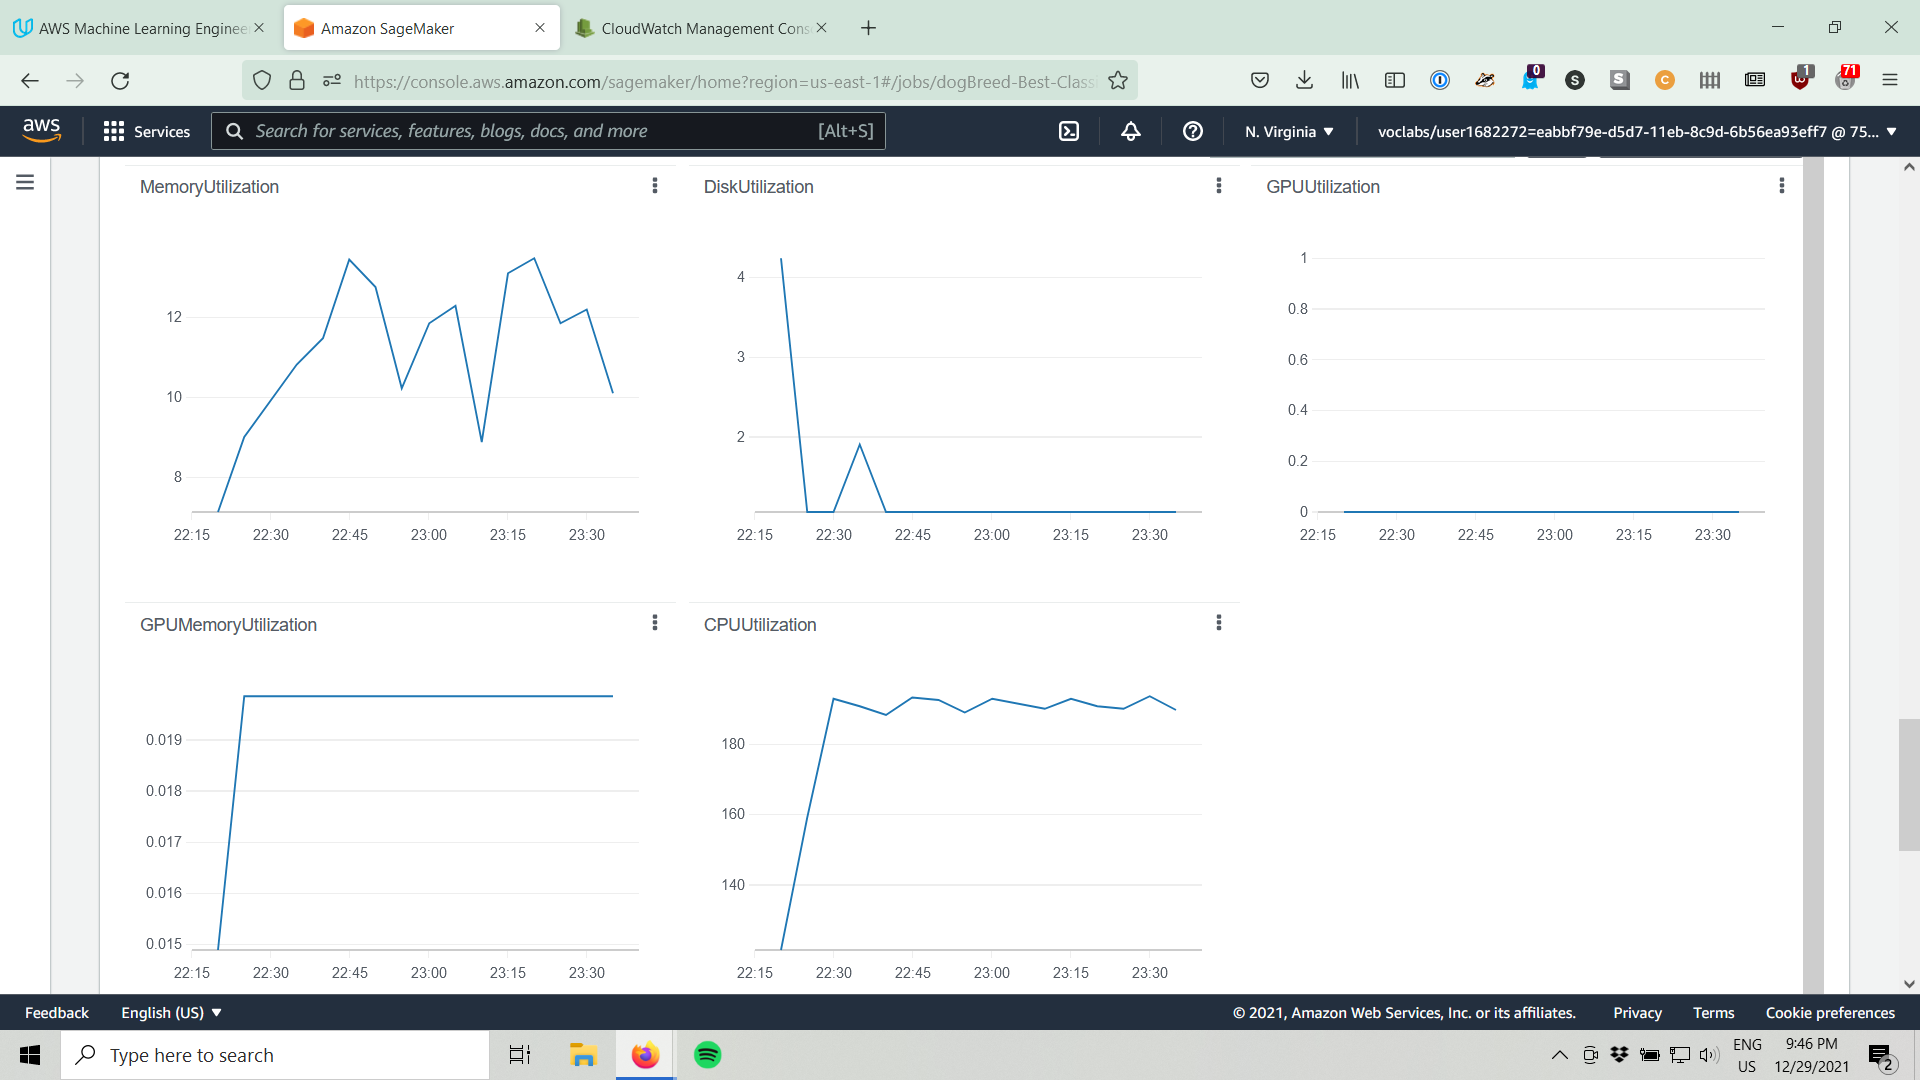 AWS Machine Learning Enginee
Amazon SageMaker
CloudWatch Management Cons
https://console.aws.amazon.com/sagemaker/home?region=us-east-1#/jobs/dogBreed-Best-Classi
0
1
71
aws
Services
Search for services, features, blogs, docs, and more
[Alt+S]
N. Virginia
voclabs/user1682272=eabbf79e-d5d7-11eb-8c9d-6b56ea93eff7 @ 75...
MemoryUtilization
12
10
8
22:15 22:30 22:45 23:00 23:15 23:30
DiskUtilization
4
3
2
22:15 22:30 22:45 23:00 23:15 23:30
GPUUtilization
1
0.8
0.6
0.4
0.2
0
22:15 22:30 22:45 23:00 23:15 23:30
GPUMemoryUtilization
0.019
0.018
0.017
0.016
0.015
22:15 22:30 22:45 23:00 23:15 23:30
CPUUtilization
180
160
140
22:15 22:30 22:45 23:00 23:15 23:30
Feedback
English (US)
© 2021, Amazon Web Services, Inc. or its affiliates.
Privacy
Terms
Cookie preferences
Type here to search
ENG
US
9:46 PM
12/29/2021
2